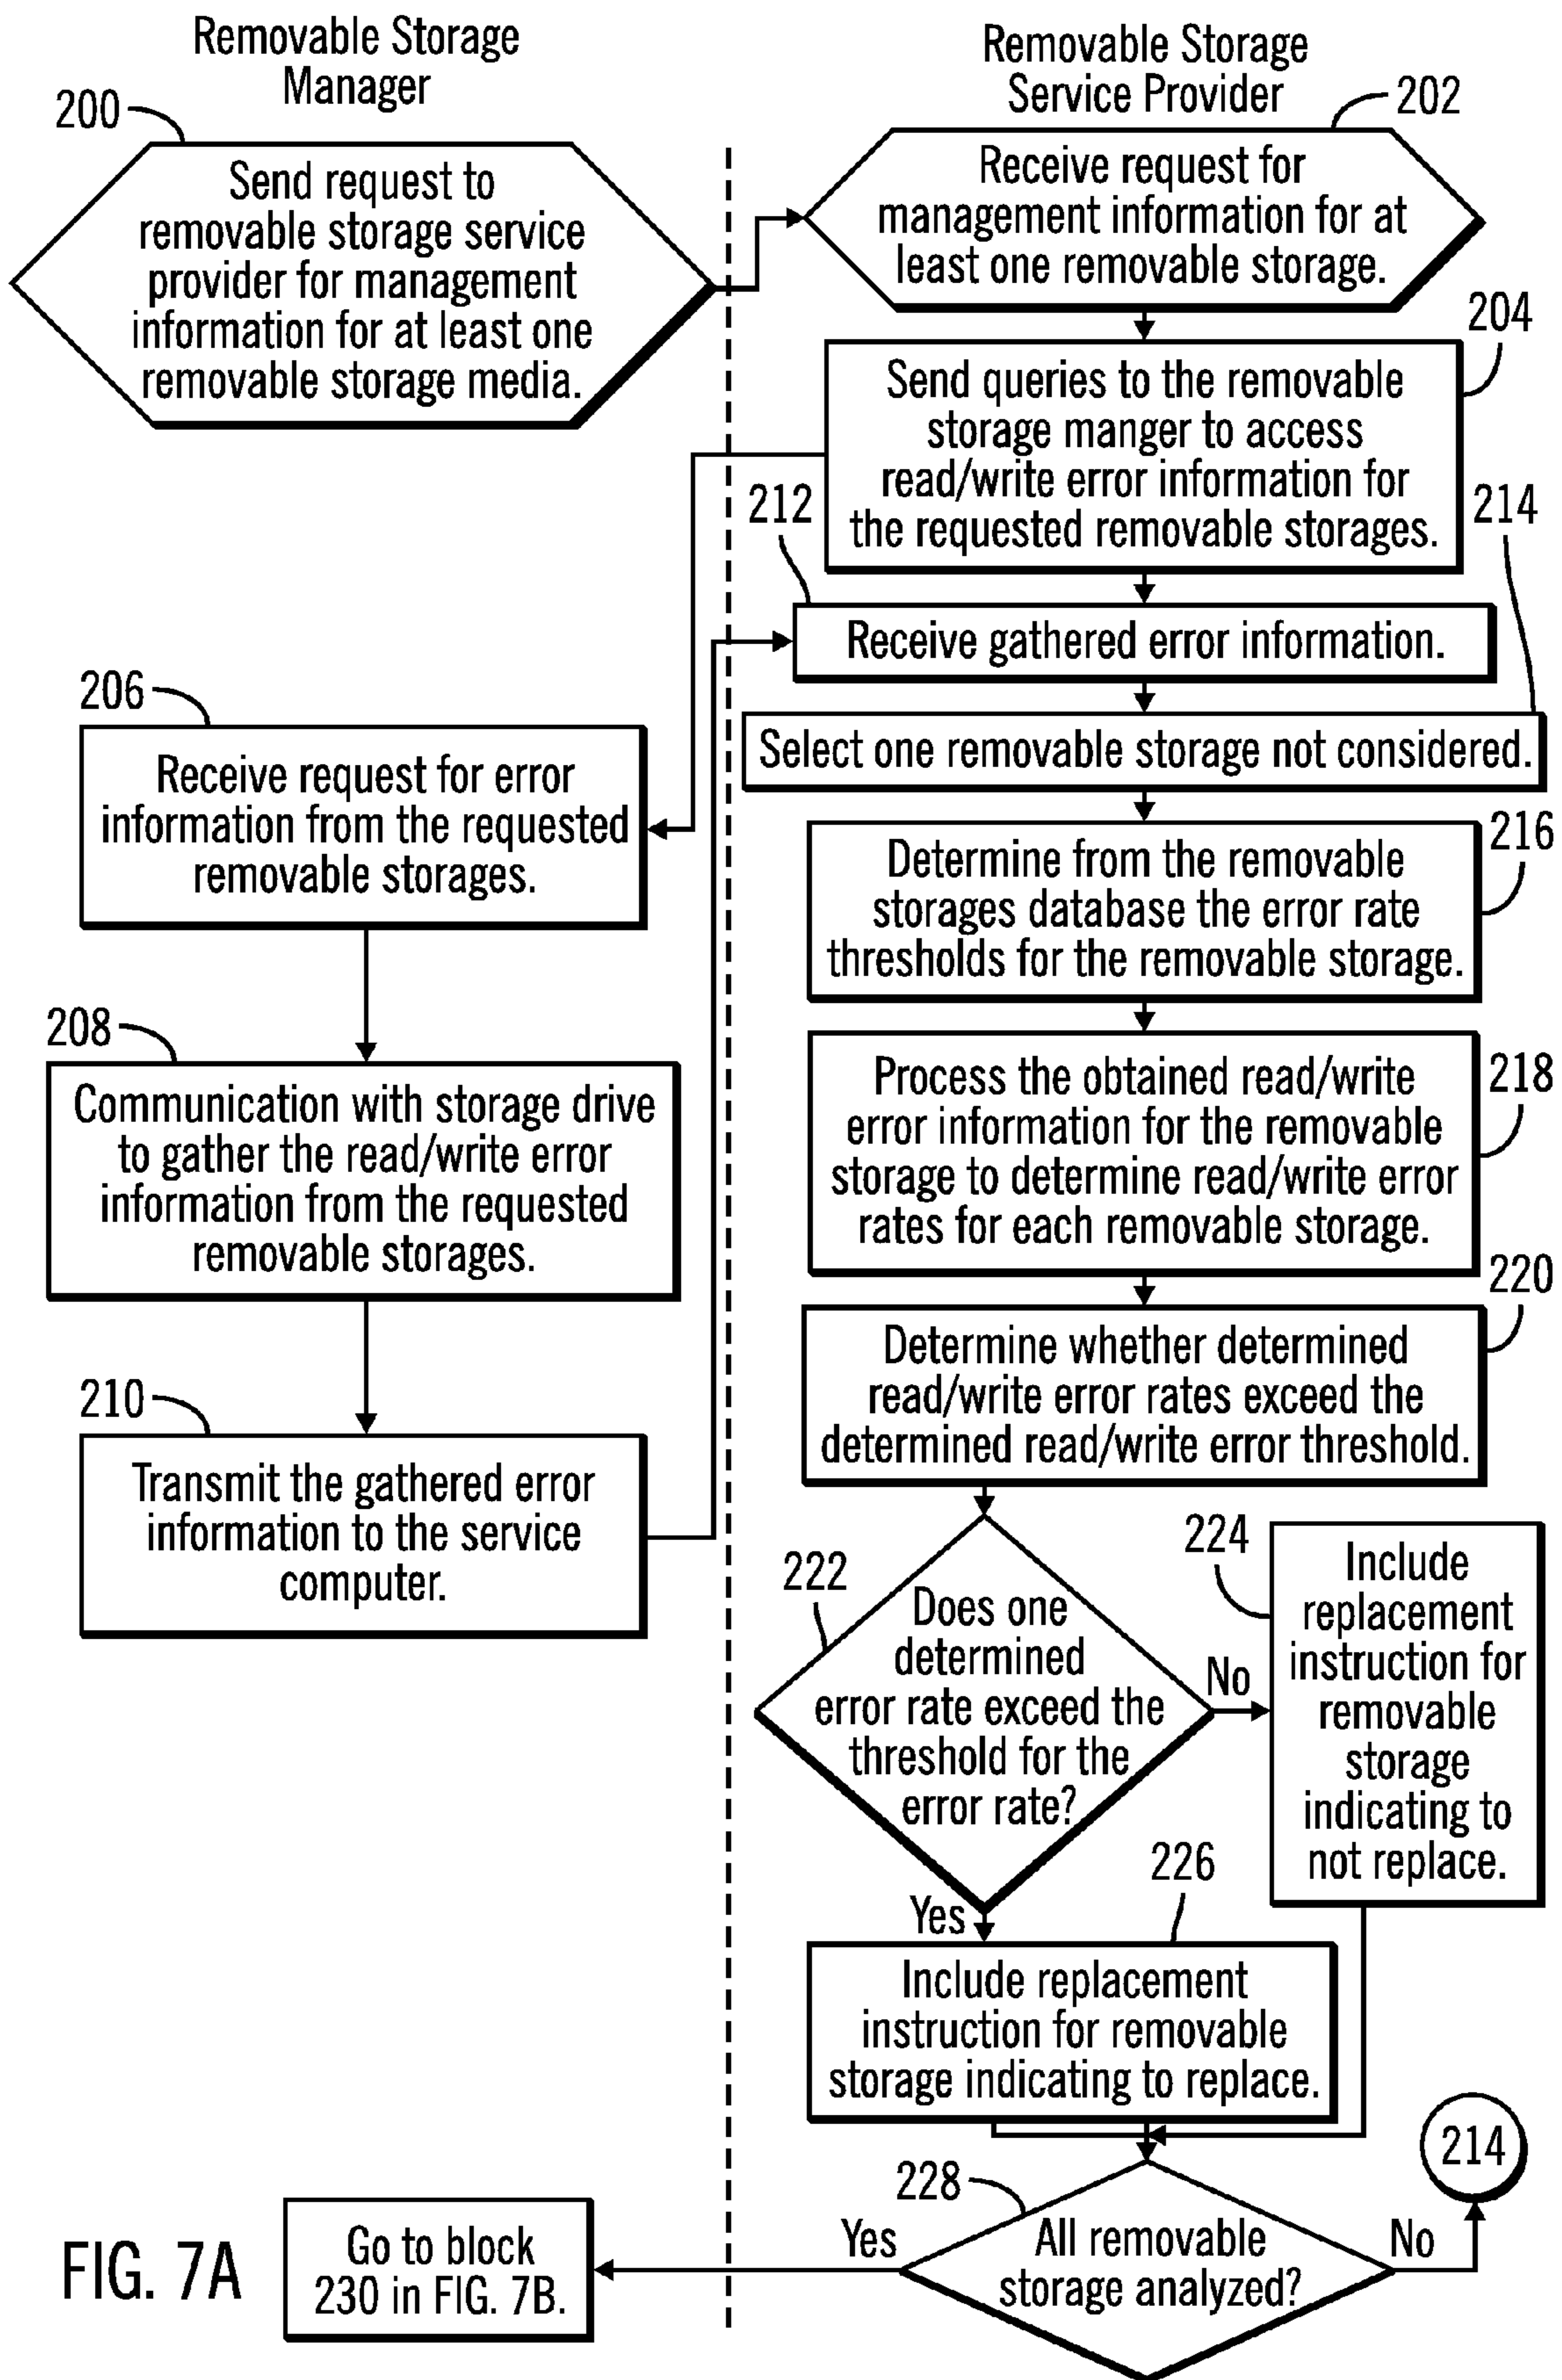 Removable Storage
Manager
200
Send request to
removable storage service
provider for management
information for at least one
removable storage media.
Removable Storage
Service Provider
202
Receive request for
management information for at
least one removable storage.
204
Send queries to the removable
storage manger to access
read/write error information for
the requested removable storages.
206
Receive request for error
information from the requested
removable storages.
208
Communication with storage drive
to gather the read/write error
information from the requested
removable storages.
210
Transmit the gathered error
information to the service
computer.
212
Receive gathered error information.
214
Select one removable storage not considered.
216
Determine from the removable
storages database the error rate
thresholds for the removable storage.
218
Process the obtained read/write
error information for the removable
storage to determine read/write error
rates for each removable storage.
220
Determine whether determined
read/write error rates exceed the
determined read/write error threshold.
222
Does one
determined
error rate exceed the
threshold for the
error rate?
No
224
Include
replacement
instruction for
removable
storage
indicating to
not replace.
Yes
226
Include replacement
instruction for removable
storage indicating to replace.
228
All removable
storage analyzed?
No
214
Yes
Go to block
230 in FIG. 7B.
FIG. 7A